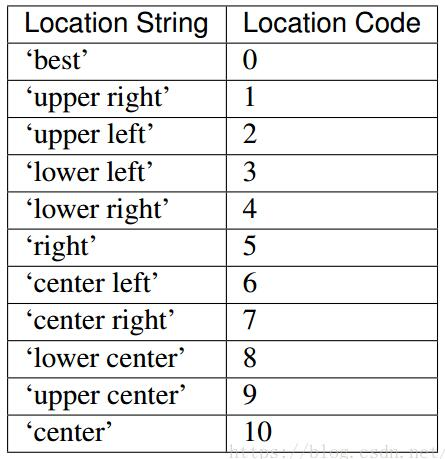 Location String Location Code
‘best’ 0
‘upper right’ 1
‘upper left’ 2
‘lower left’ 3
‘lower right’ 4
‘right’ 5
‘center left’ 6
‘center right’ 7
‘lower center’ 8
‘upper center’ 9
‘center’ 10
https://blog.csdn.net/